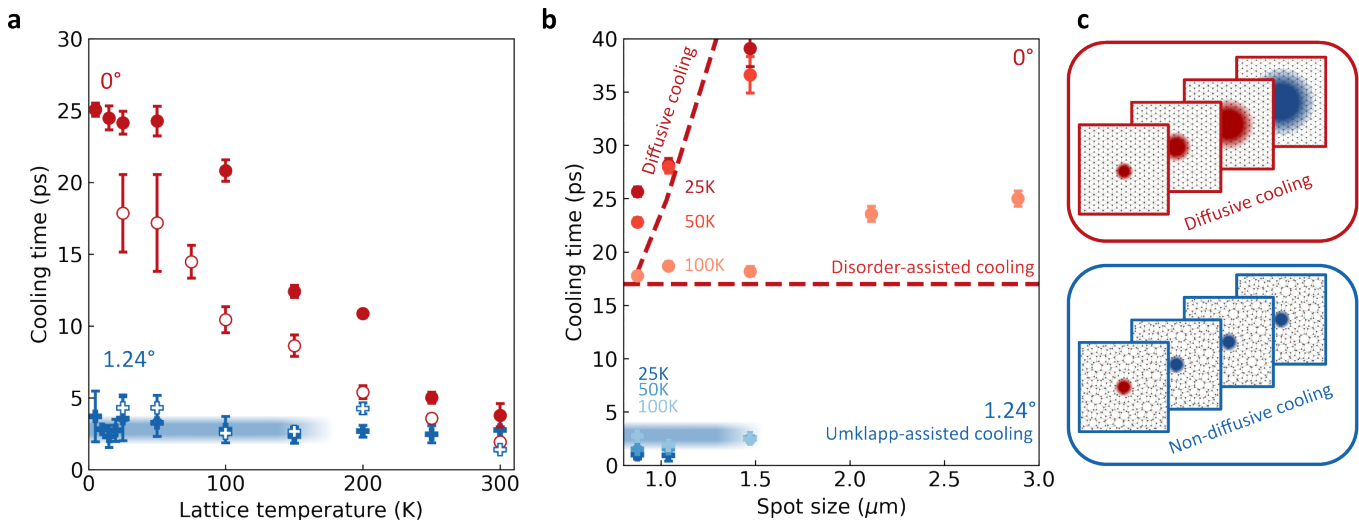 a
30
25
20
15
10
5
0
Cooling time (ps)
0°
1.24°
0
100
200
300
Lattice temperature (K)
b
40
35
30
25
20
15
10
5
0
Cooling time (ps)
Diffusive cooling
0°
25K
50K
100K
Disorder-assisted cooling
25K
50K
100K
1.24°
Umklapp-assisted cooling
1.0
1.5
2.0
2.5
3.0
Spot size (μm)
c
Diffusive cooling
Non-diffusive cooling